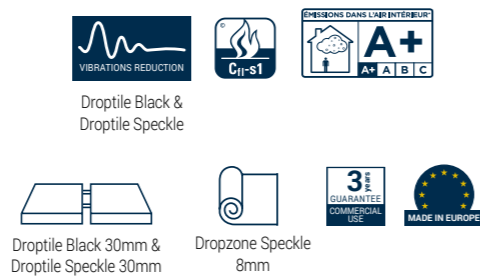 VIBRATIONS REDUCTION
©
Cfl-s1
ÉMISSIONS DANS L'AIR INTÉRIEUR*
A+
A+ A B C
Droptile Black &
Droptile Speckle
3 years
GUARANTEE
COMMERCIAL
USE
MADE IN EUROPE
Droptile Black 30mm &
Droptile Speckle 30mm
Dropzone Speckle
8mm